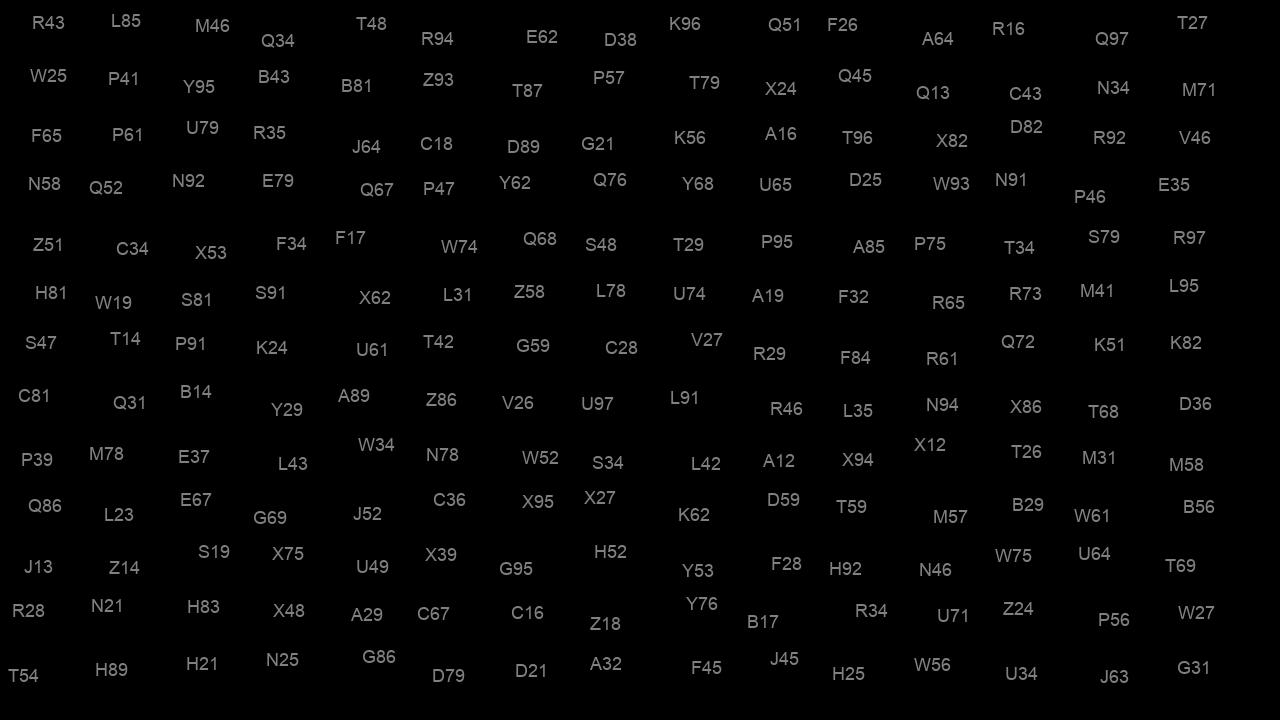 R43 L85 M46 Q34 T48 R94 E62 D38 K96 Q51 F26 A64 R16 Q97 T27
W25 P41 Y95 B43 B81 Z93 T87 P57 T79 X24 Q45 Q13 C43 N34 M71
F65 P61 U79 R35 J64 C18 D89 G21 K56 A16 T96 X82 D82 R92 V46
N58 Q52 N92 E79 Q67 P47 Y62 Q76 Y68 U65 D25 W93 N91 P46 E35
Z51 C34 X53 F34 F17 W74 Q68 S48 T29 P95 A85 P75 T34 S79 R97
H81 W19 S81 S91 X62 L31 Z58 L78 U74 A19 F32 R65 R73 M41 L95
S47 T14 P91 K24 U61 T42 G59 C28 V27 R29 F84 R61 Q72 K51 K82
C81 Q31 B14 Y29 A89 Z86 V26 U97 L91 R46 L35 N94 X86 T68 D36
P39 M78 E37 L43 W34 N78 W52 S34 L42 A12 X94 X12 T26 M31 M58
Q86 L23 E67 G69 J52 C36 X95 X27 K62 D59 T59 M57 B29 W61 B56
J13 Z14 S19 X75 U49 X39 G95 H52 Y53 F28 H92 N46 W75 U64 T69
R28 N21 H83 X48 A29 C67 C16 Z18 Y76 B17 R34 U71 Z24 P56 W27
T54 H89 H21 N25 G86 D79 D21 A32 F45 J45 H25 W56 U34 J63 G31